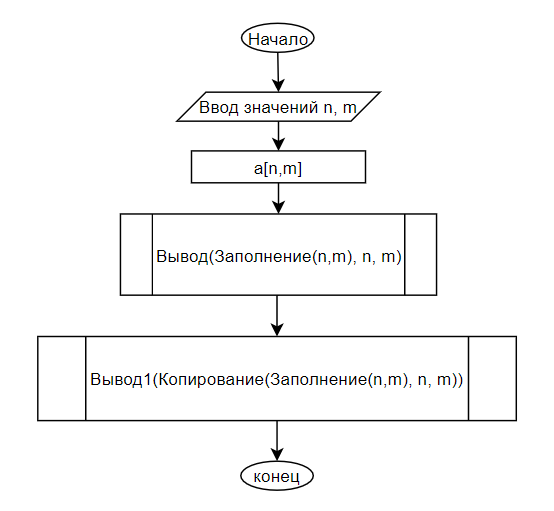 Начало
Ввод значений n, m
a[n,m]
Вывод(Заполнение(n,m), n, m)
Вывод1(Копирование(Заполнение(n,m), n, m))
конец